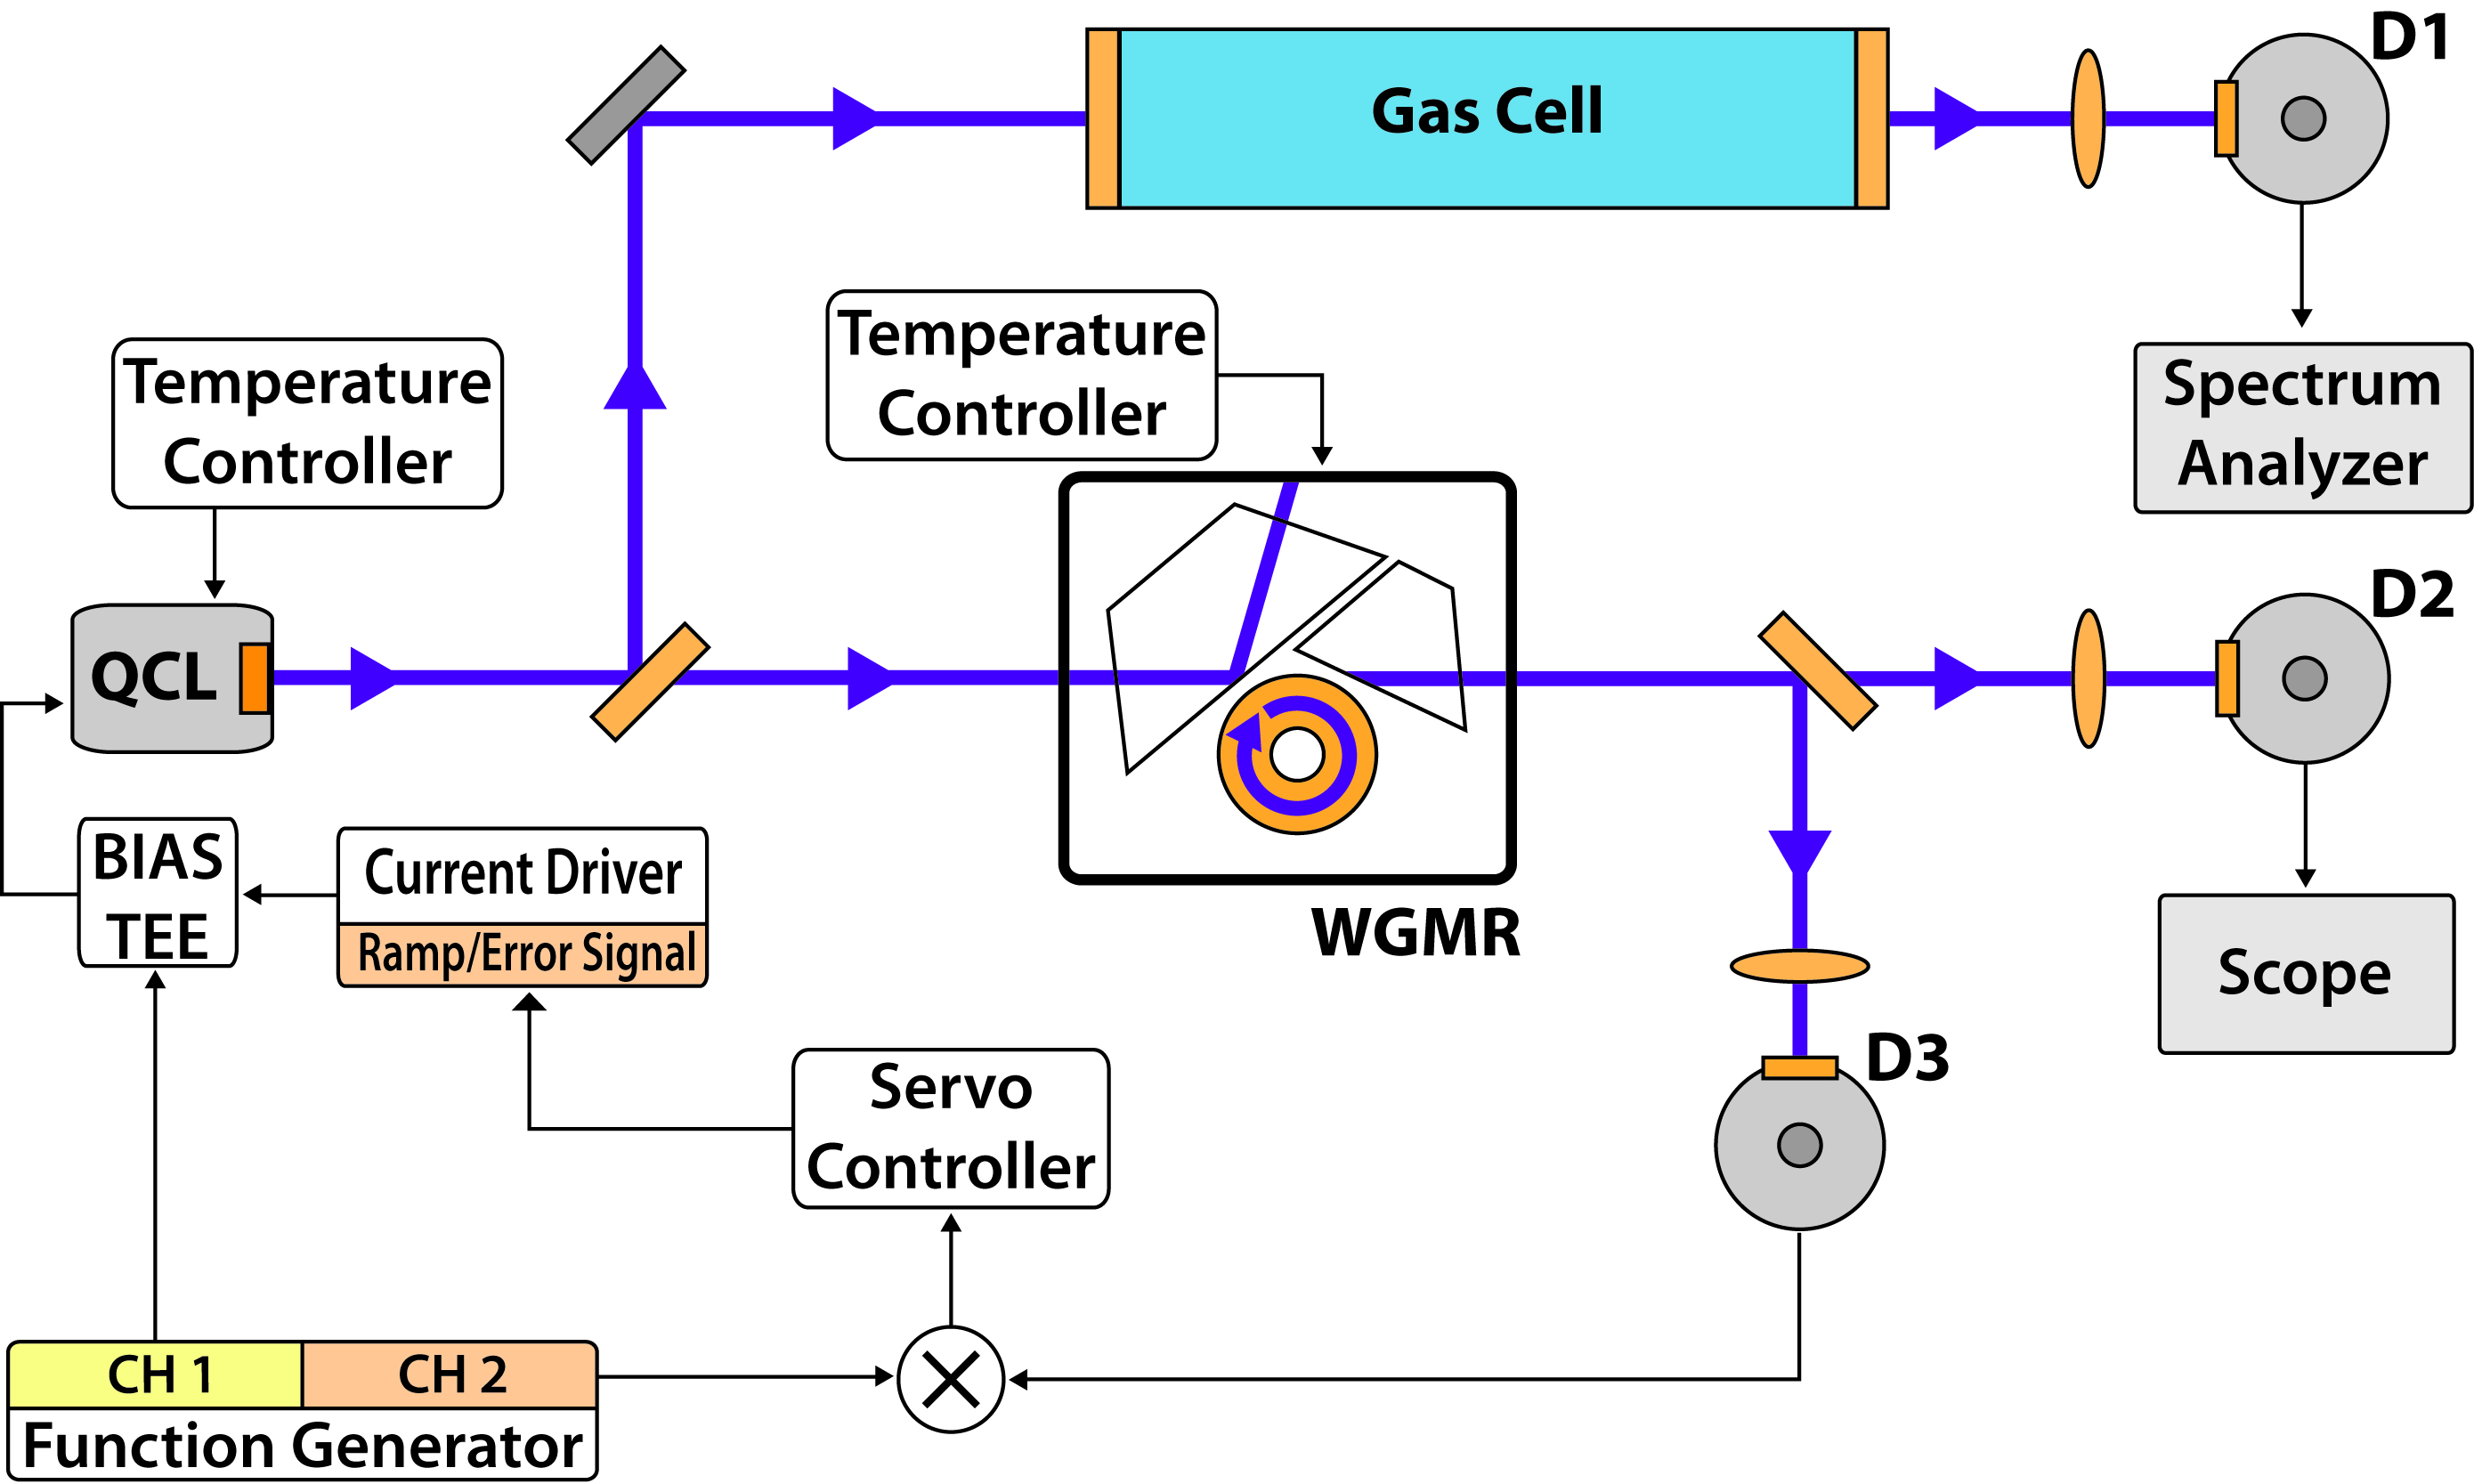 D1
Gas Cell
Temperature
Controller
Temperature
Controller
Spectrum
Analyzer
D2
QCL
BIAS
TEE
Current Driver
Ramp/Error Signal
WGMR
Scope
D3
Servo
Controller
CH 1
CH 2
Function Generator